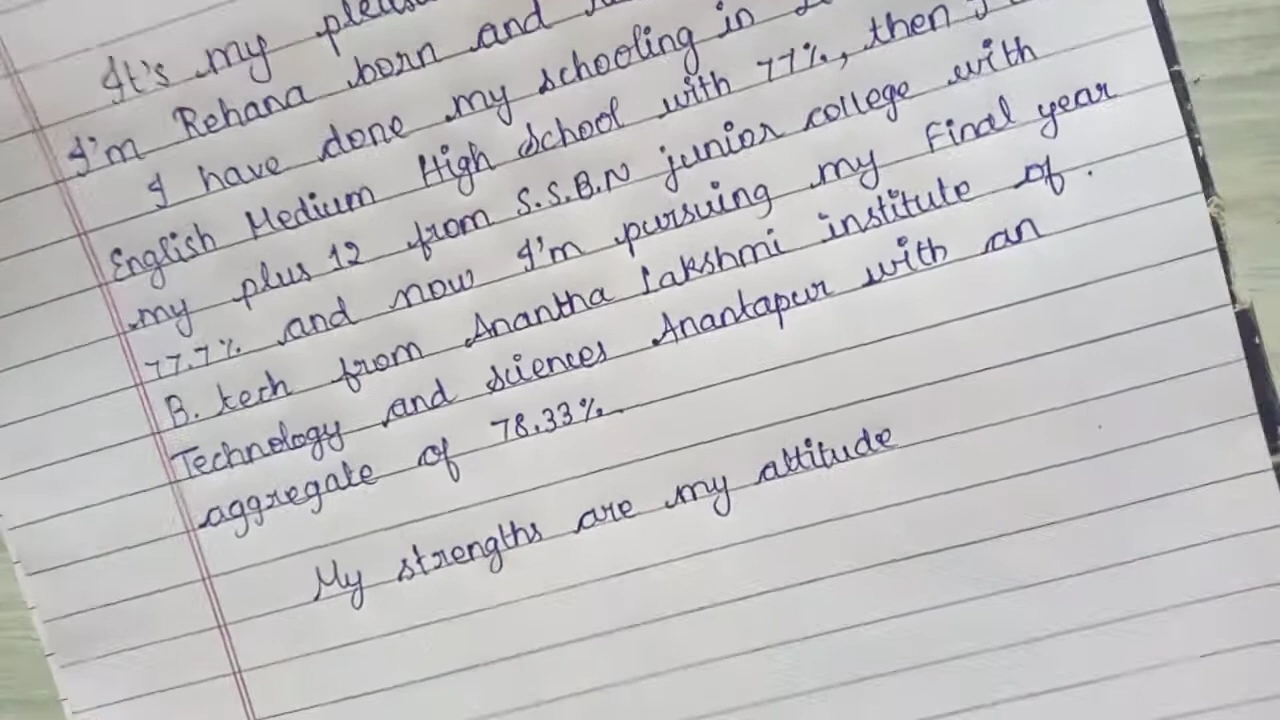 It's my
I'm Rehana born and
I have done my schooling in
English Medium High School with 77%, then
my plus 12 from S.S.B.N junior college with
77.7% and now I'm pursuing my Final year
B. tech from Anantha Lakshmi institute of.
Technology and sciences Anantapur with an
aggregate of 78.33%.
My strengths are my attitude